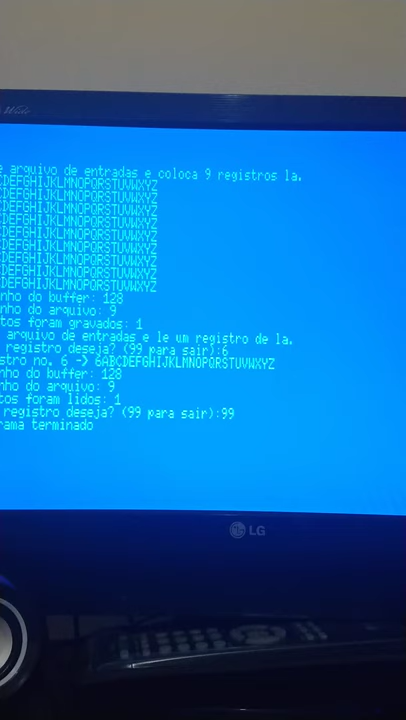 Wide
e arquivo de entradas e coloca 9 registros la.
CDEFGHIJKLMNOPQRSTUVWXYZ
CDEFGHIJKLMNOPQRSTUVWXYZ
CDEFGHIJKLMNOPQRSTUVWXYZ
CDEFGHIJKLMNOPQRSTUVWXYZ
CDEFGHIJKLMNOPQRSTUVWXYZ
CDEFGHIJKLMNOPQRSTUVWXYZ
CDEFGHIJKLMNOPQRSTUVWXYZ
CDEFGHIJKLMNOPQRSTUVWXYZ
CDEFGHIJKLMNOPQRSTUVWXYZ
nho do buffer: 128
nho do arquivo: 9
tos foram gravados: 1
arquivo de entradas e le um registro de la.
registro deseja? (99 para sair):6
stro no. 6 -> 6ABCDEFGHIJKLMNOPQRSTUVWXYZ
nho do buffer: 128
nho do arquivo: 9
tos foram lidos: 1
registro deseja? (99 para sair):99
rama terminado
LG